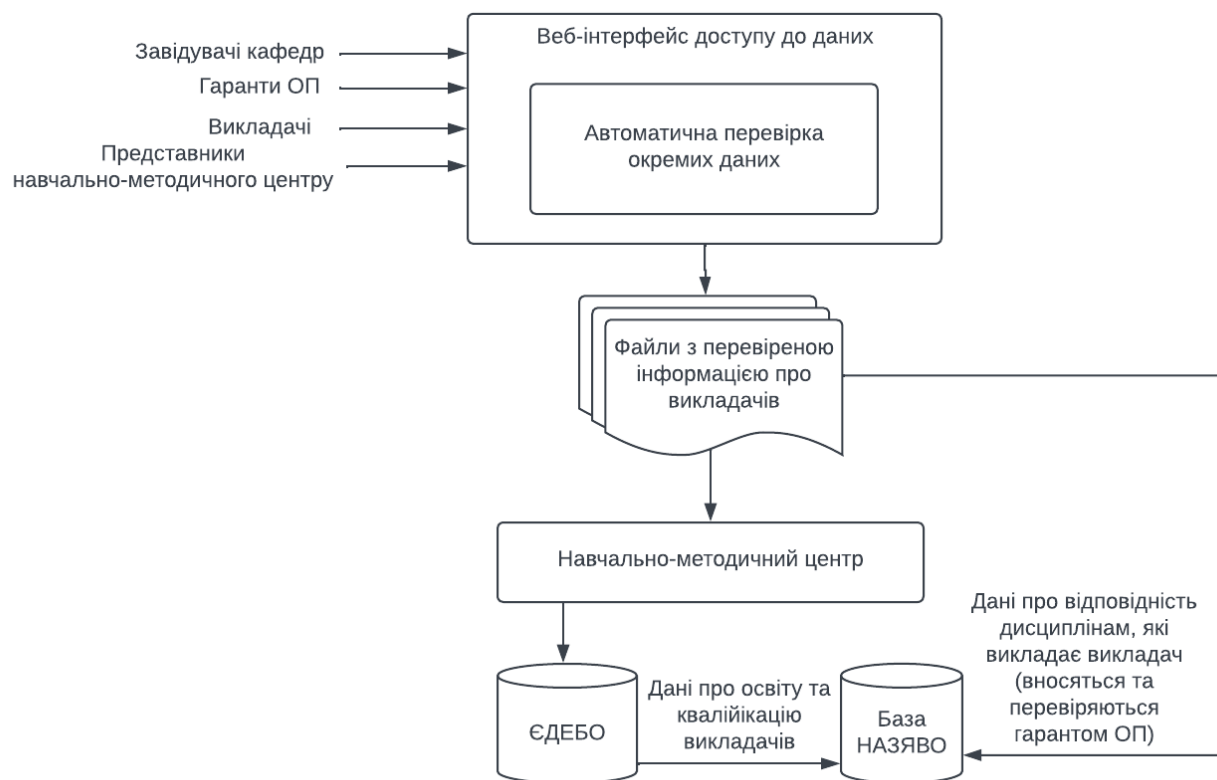 Веб-інтерфейс доступу до даних
Завідувачі кафедр
Гаранти ОП
Викладачі
Представники
навчально-методичного центру
Автоматична перевірка
окремих даних
Файли з перевіреною
інформацією про
викладачів
Навчально-методичний центр
ЄДЕБО
Дані про освіту та
квалійікацію
викладачів
База
НАЗЯВО
Дані про відповідність
дисциплінам, які
викладає викладач
(вносяться та
перевіряються
гарантом ОП)